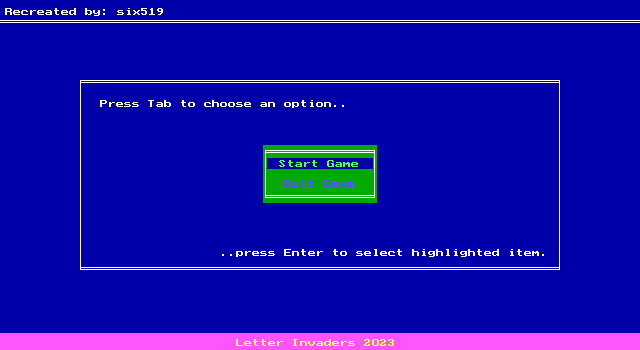 Recreated by: six519
Press Tab to choose an option..
Start Game
Quit Game
..press Enter to select highlighted item.
Letter Invaders 2023